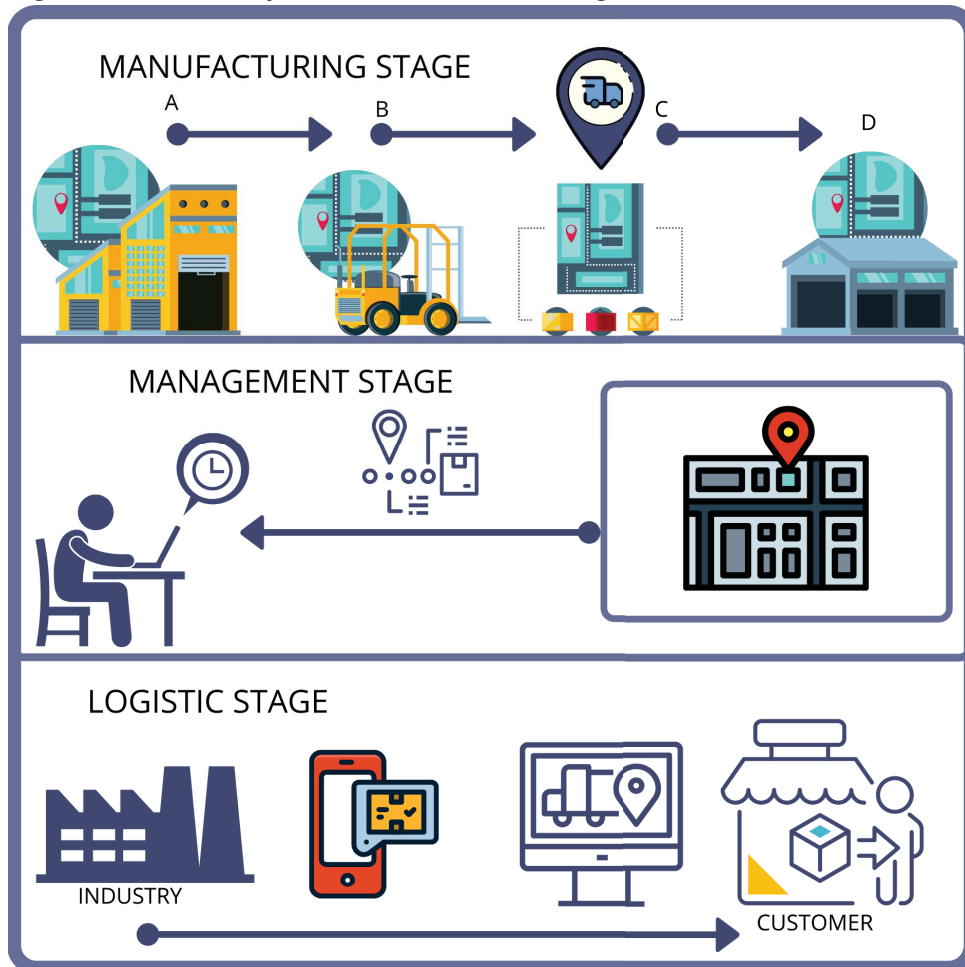 MANUFACTURING STAGE
A
B
C
D
MANAGEMENT STAGE
LOGISTIC STAGE
INDUSTRY
CUSTOMER